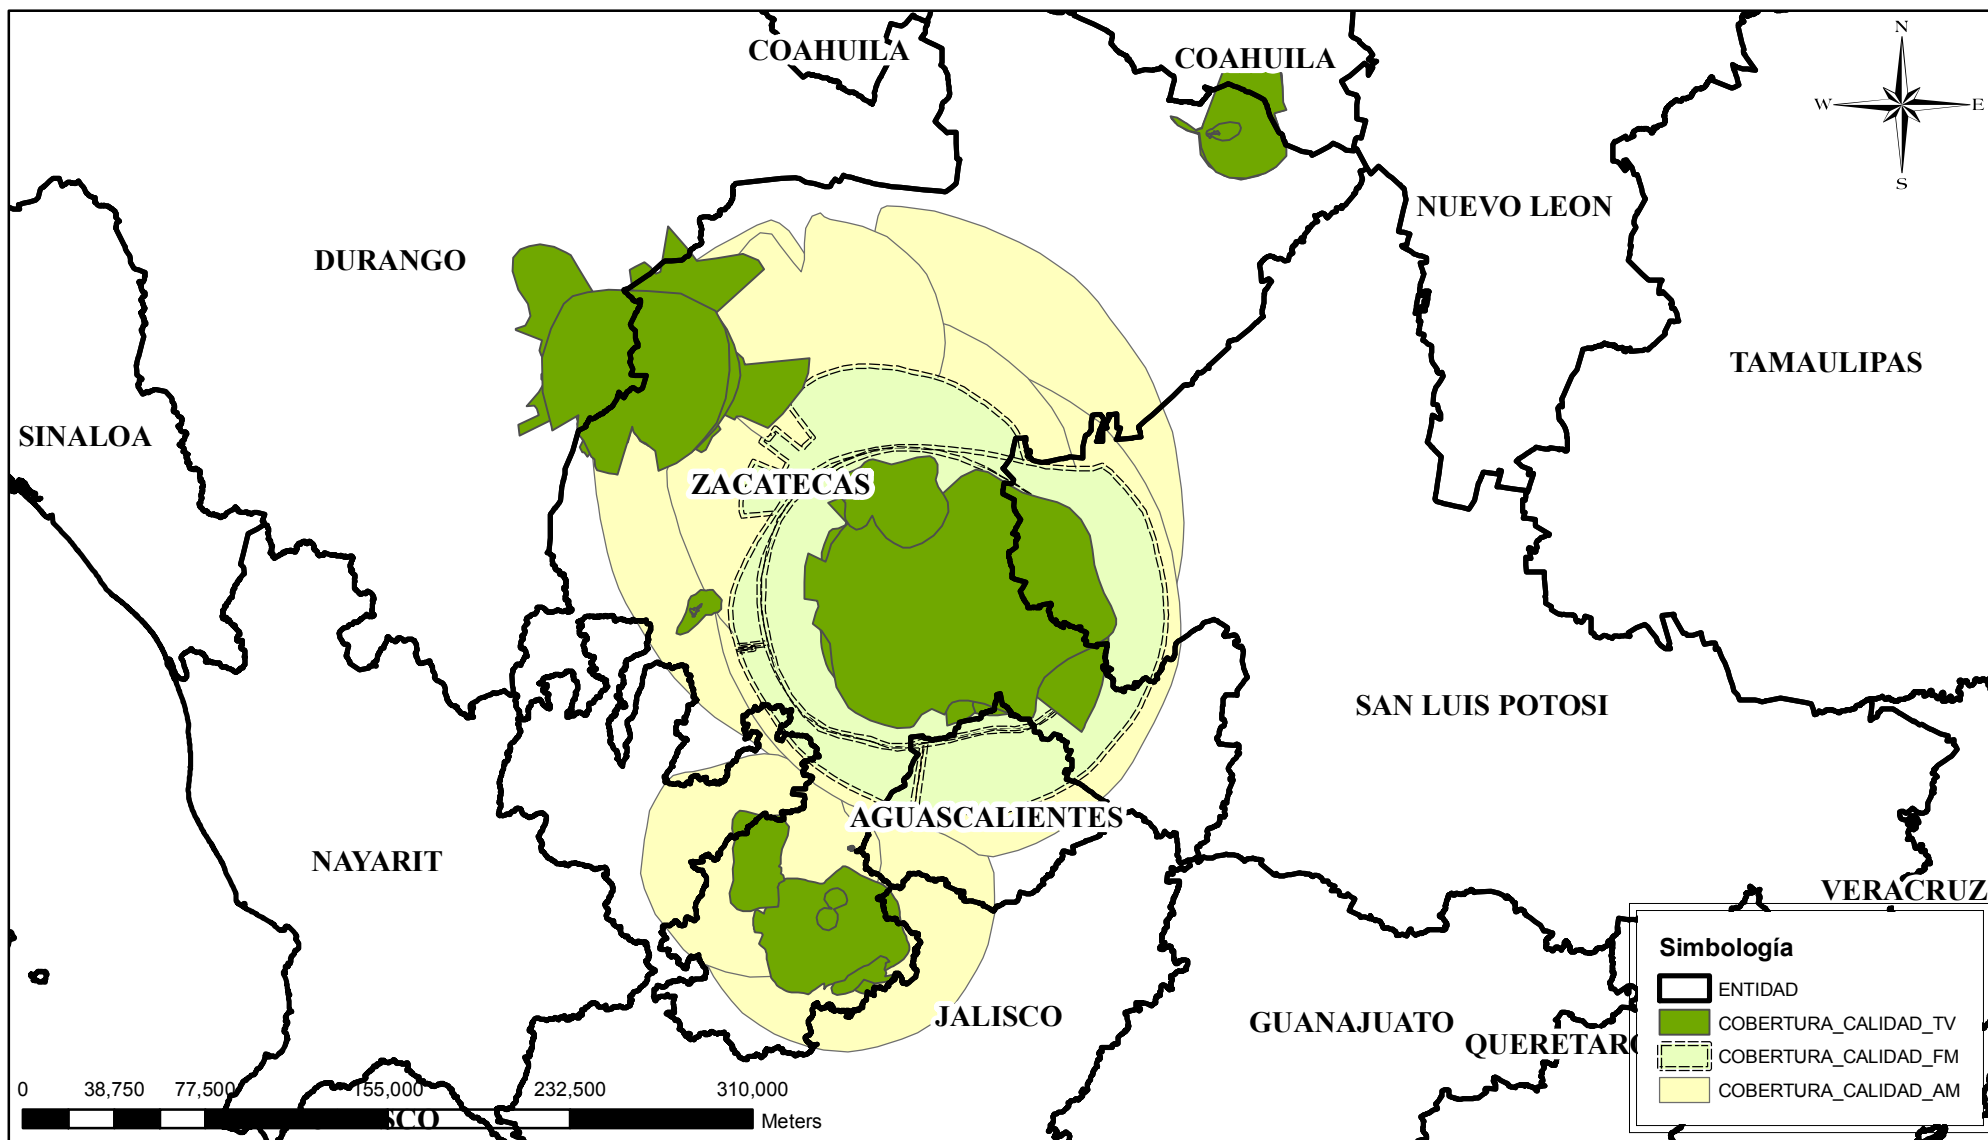 COAHUILA
COAHUILA
N
W
E
S
NUEVO LEON
DURANGO
TAMAULIPAS
SINALOA
ZACATECAS
SAN LUIS POTOSI
AGUASCALIENTES
NAYARIT
VERACRUZ
JALISCO
GUANAJUATO
QUERETARO
Simbología
ENTIDAD
COBERTURA_CALIDAD_TV
COBERTURA_CALIDAD_FM
COBERTURA_CALIDAD_AM
0 38,750 77,500 155,000 232,500 310,000
Meters
SCO